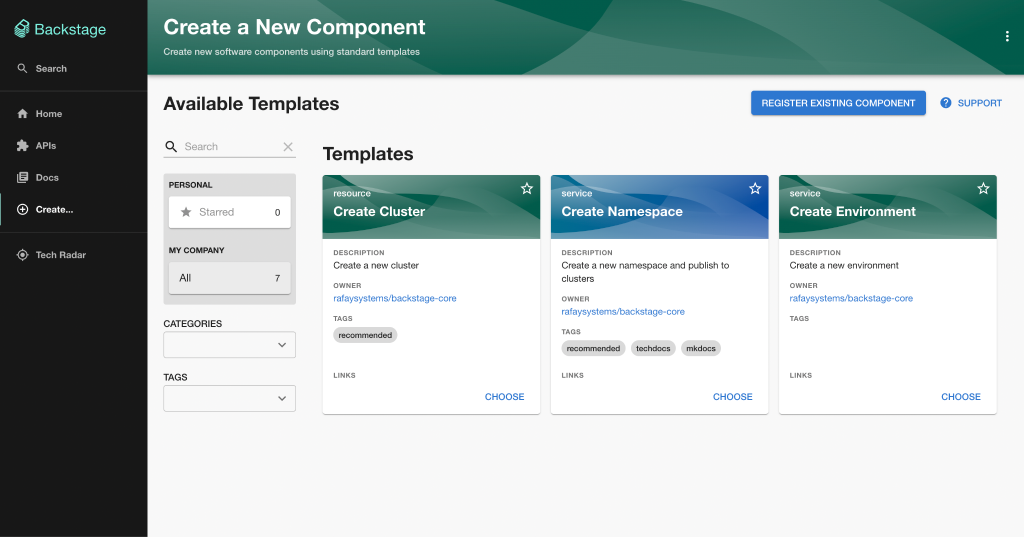 Backstage
Search
Home
APIs
Docs
Create...
Tech Radar
Create a New Component
Create new software components using standard templates
Available Templates
REGISTER EXISTING COMPONENT
SUPPORT
Search
PERSONAL
Starred 0
MY COMPANY
All 7
CATEGORIES
TAGS
Templates
resource
Create Cluster
DESCRIPTION
Create a new cluster
OWNER
rafaysystems/backstage-core
TAGS
recommended
LINKS
CHOOSE
service
Create Namespace
DESCRIPTION
Create a new namespace and publish to
clusters
OWNER
rafaysystems/backstage-core
TAGS
recommended techdocs mkdocs
LINKS
CHOOSE
service
Create Environment
DESCRIPTION
Create a new environment
OWNER
rafaysystems/backstage-core
TAGS
LINKS
CHOOSE